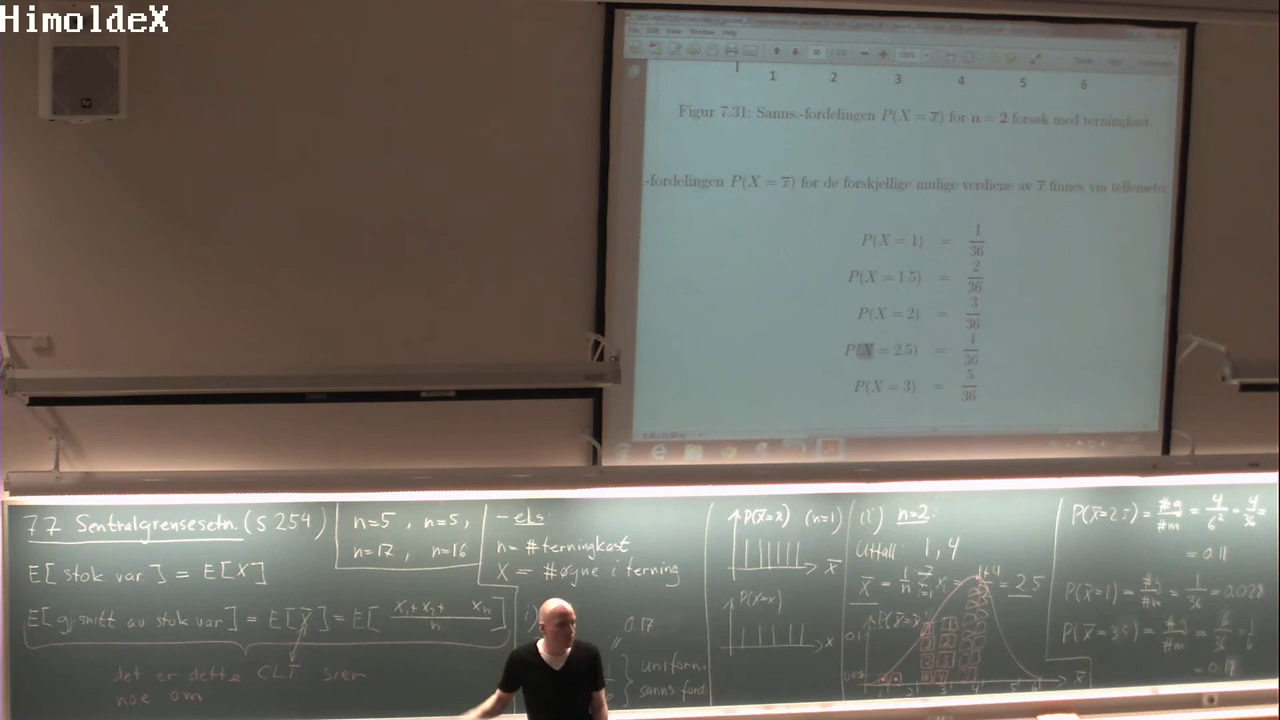 HimoldeX
1 2 3 4 5 6
Figur 7.31: Sanns.-fordelingen P(X = x̅) for n = 2 forsøk med terningkast.
-fordelingen P(X = x̅) for de forskjellige mulige verdiene av x̅ finnes via
P(X = 1) = 1/36
P(X = 1.5) = 2/36
P(X = 2) = 3/36
P(X = 2.5) = 4/36
P(X = 3) = 5/36
7.7 Sentralgrensesetn. (S 254)
E[stok var.] = E[X]
E[gj.snitt av stok var] = E[X̅] = E[ X₁+X₂+ Xₙ / n ]
det er dette CLT sier
noe om
n=5, n=5,
n=17, n=16
- eks:
n = #terningkast
X = #øyne i terning
i)
0.17
} uniform
sanns ford.
P(X̅=x̅) (n=1)
X̅
P(X=x)
X
(ii) n=2:
Utfall: 1, 4
= 2.5
P(X̅=2.5) = #g/#m = 4/6² = 4/36 =
= 0.11
P(X̅=1) = #g/#m = 1/36 = 0.028
P(X̅=3.5) = #g/#m = 6/36 = 1/6